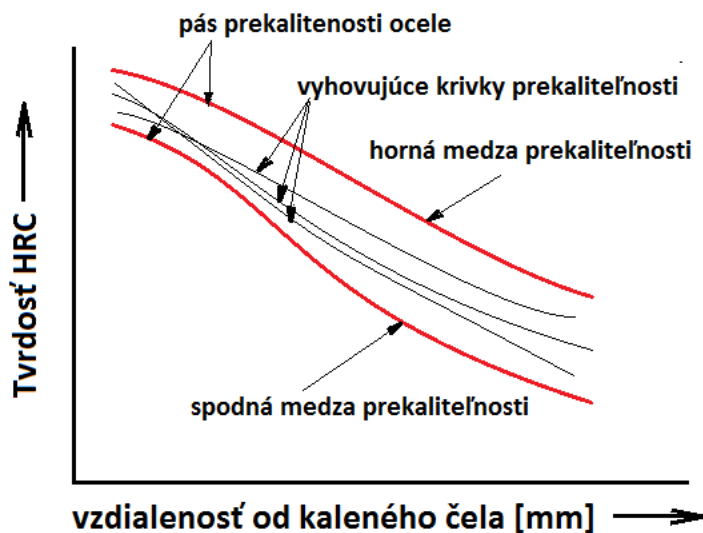 pás prekalitenosti ocele
vyhovujúce krivky prekaliteľnosti
horná medza prekaliteľnosti
Tvrdosť HRC
spodná medza prekaliteľnosti
vzdialenosť od kaleného čela [mm]